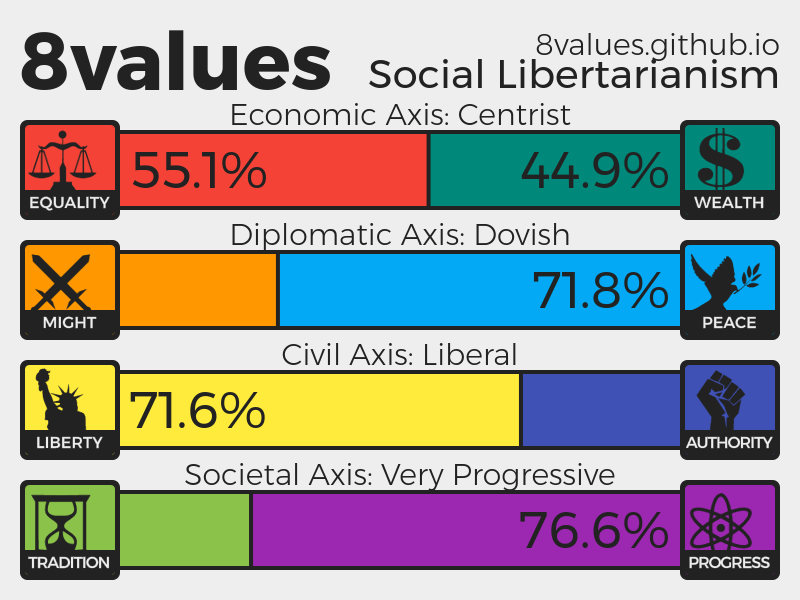 8values
8values.github.io
Social Libertarianism
Economic Axis: Centrist
EQUALITY
55.1%
44.9%
$
WEALTH
Diplomatic Axis: Dovish
MIGHT
71.8%
PEACE
Civil Axis: Liberal
LIBERTY
71.6%
AUTHORITY
Societal Axis: Very Progressive
TRADITION
76.6%
PROGRESS